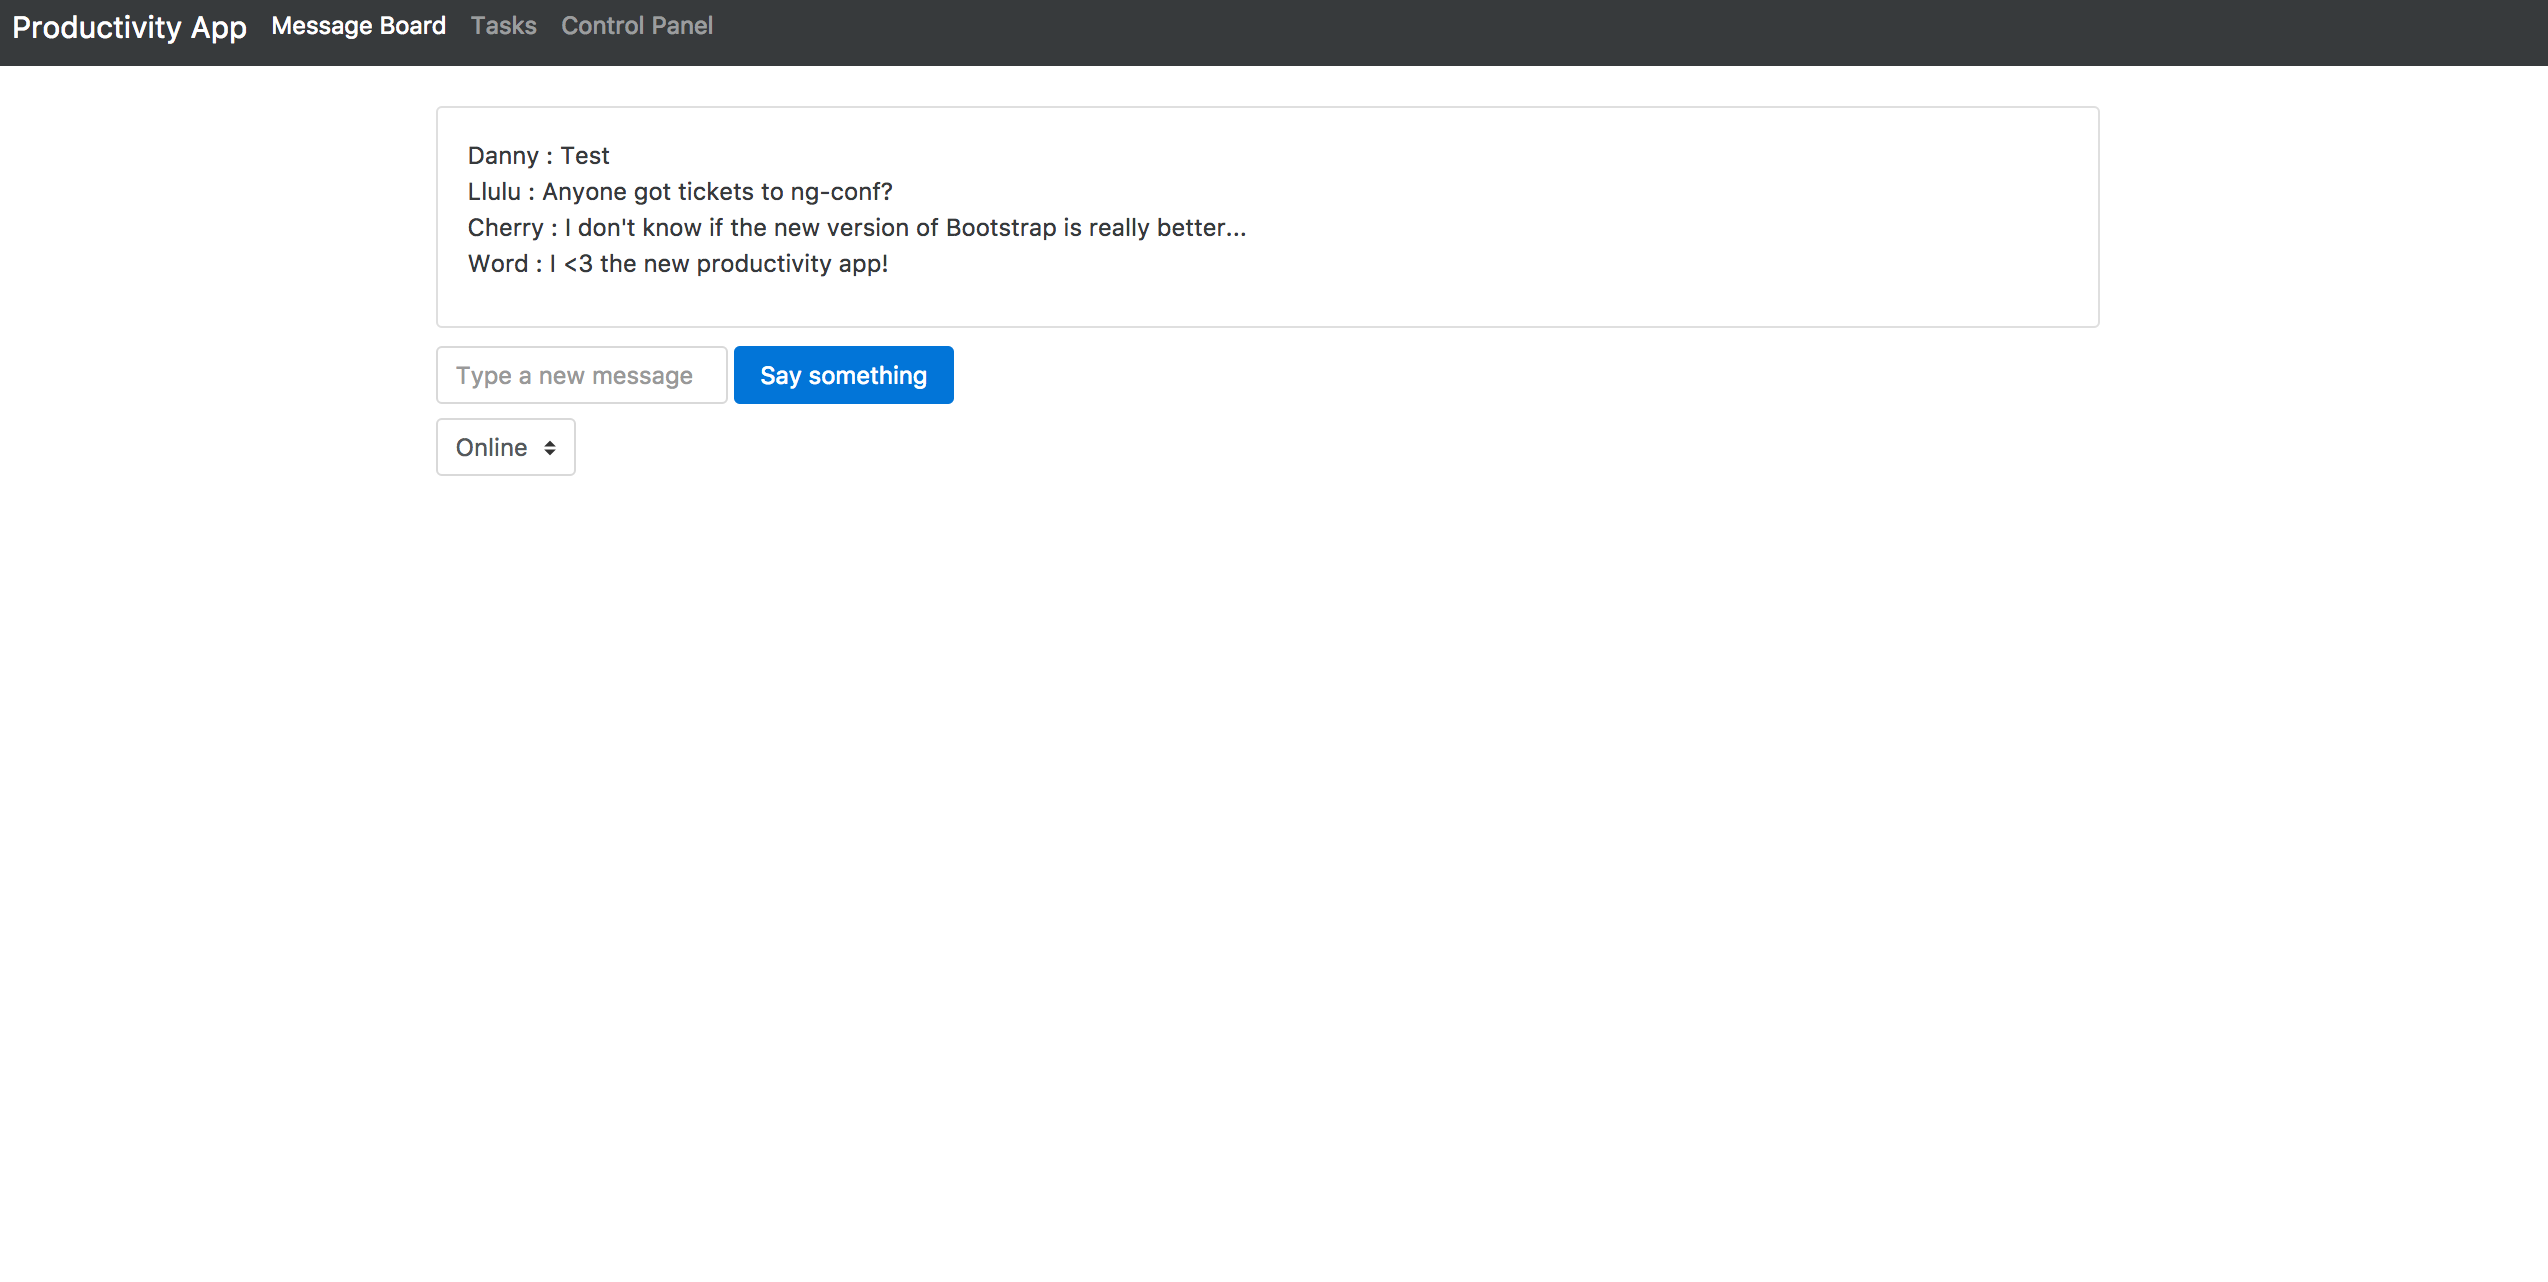 Productivity App Message Board Tasks Control Panel
Danny : Test
Llulu : Anyone got tickets to ng-conf?
Cherry : I don't know if the new version of Bootstrap is really better...
Word : I <3 the new productivity app!
Type a new message Say something
Online